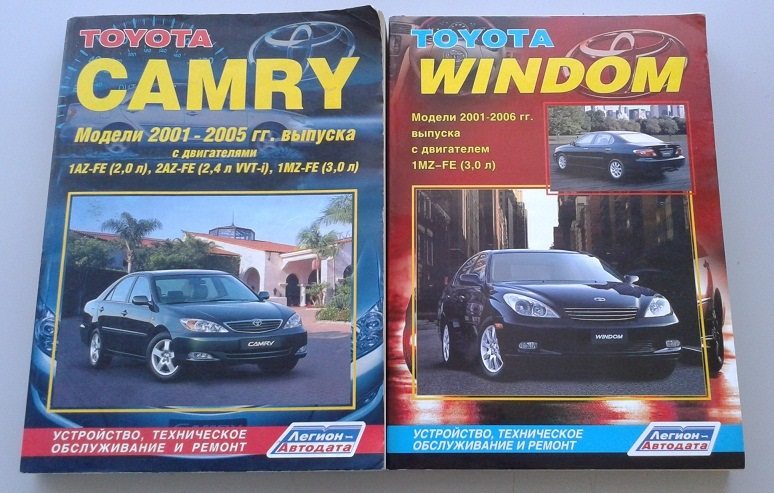 TOYOTA
CAMRY
Модели 2001 - 2005 гг. выпуска
с двигателями
1AZ-FE (2,0 л), 2AZ-FE (2,4 л VVT-i), 1MZ-FE (3,0 л)
CAMRY
УСТРОЙСТВО, ТЕХНИЧЕСКОЕ
ОБСЛУЖИВАНИЕ И РЕМОНТ
Легион
Автодата
TOYOTA
WINDOM
Модели 2001-2006 гг.
выпуска
с двигателем
1MZ-FE (3,0 л)
WINDOM
УСТРОЙСТВО, ТЕХНИЧЕСКОЕ
ОБСЛУЖИВАНИЕ И РЕМОНТ
Легион
Автодата